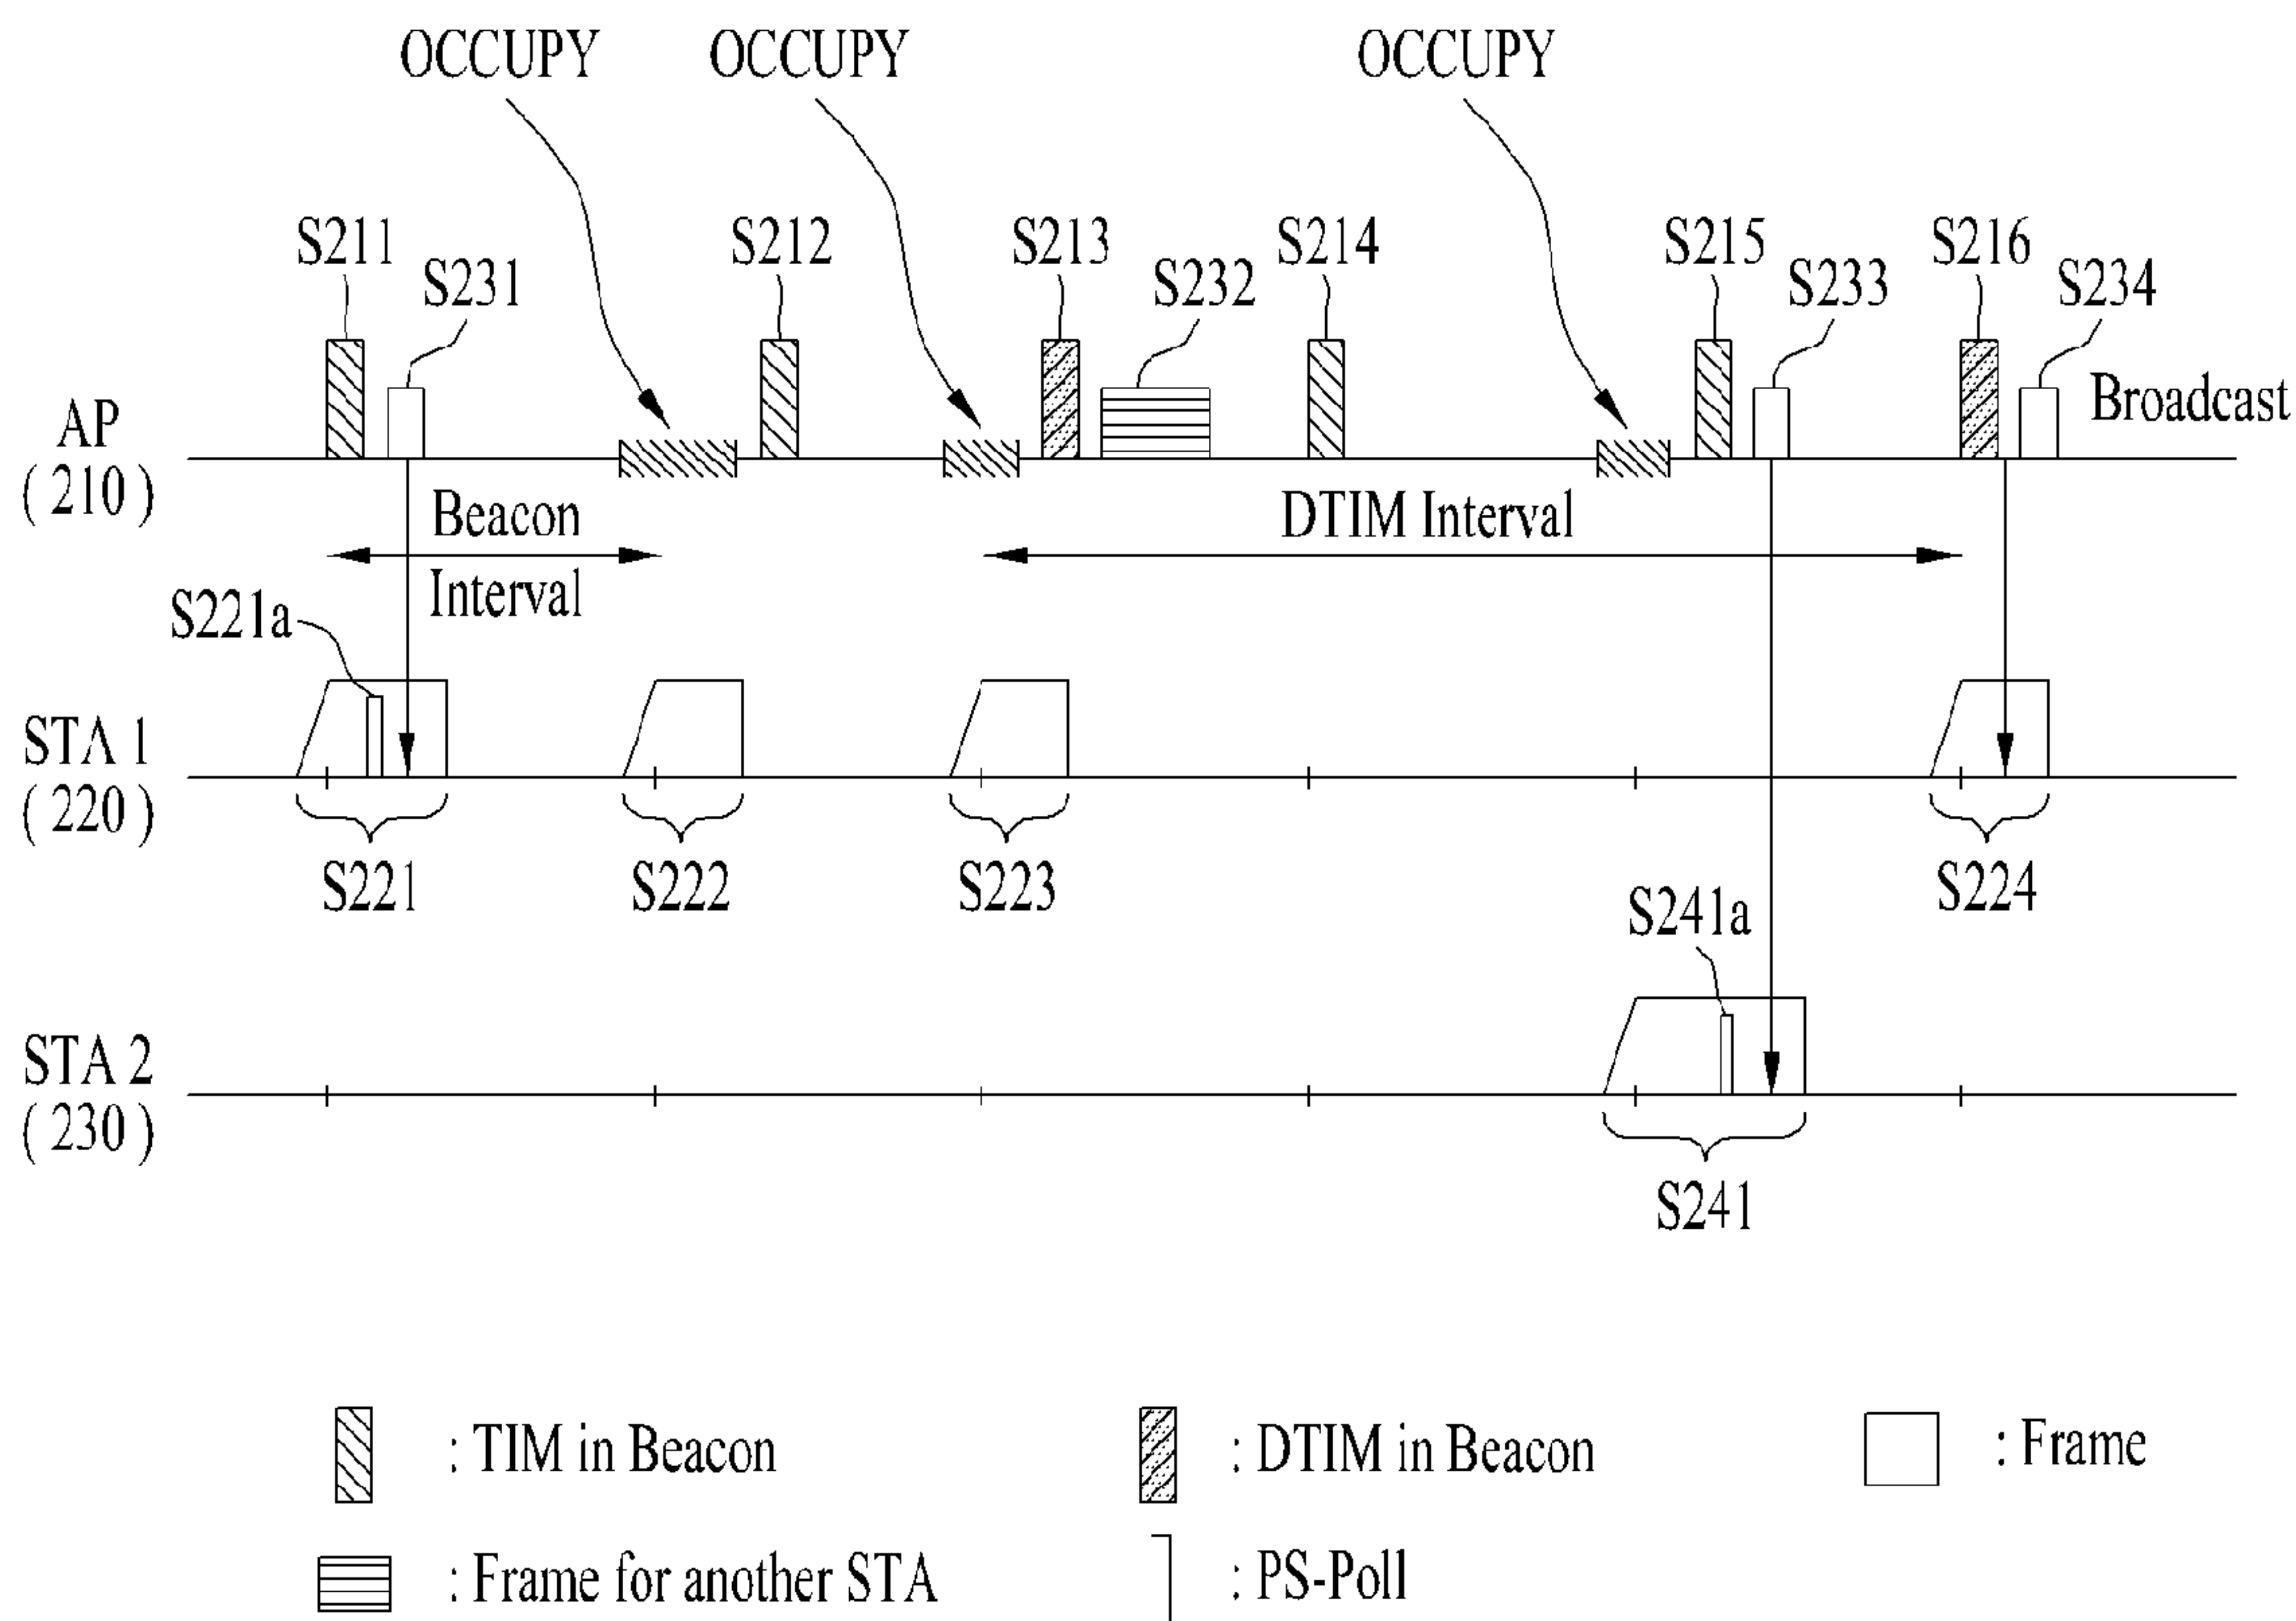 OCCUPY OCCUPY OCCUPY
S211 S212 S213 S214 S215 S216
S231 S232 S233 S234
AP
(210)
Broadcast
Beacon
Interval
DTIM Interval
S221a
STA 1
(220)
S221 S222 S223 S224
S241a
STA 2
(230)
S241
: TIM in Beacon : DTIM in Beacon : Frame
: Frame for another STA : PS-Poll